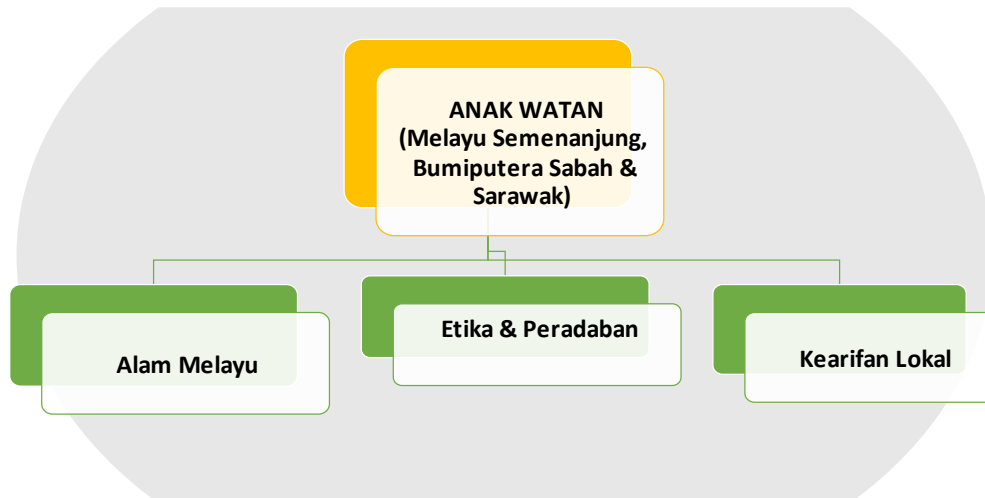 ANAK WATAN
(Melayu Semenanjung,
Bumiputera Sabah &
Sarawak)
Alam Melayu
Etika & Peradaban
Kearifan Lokal